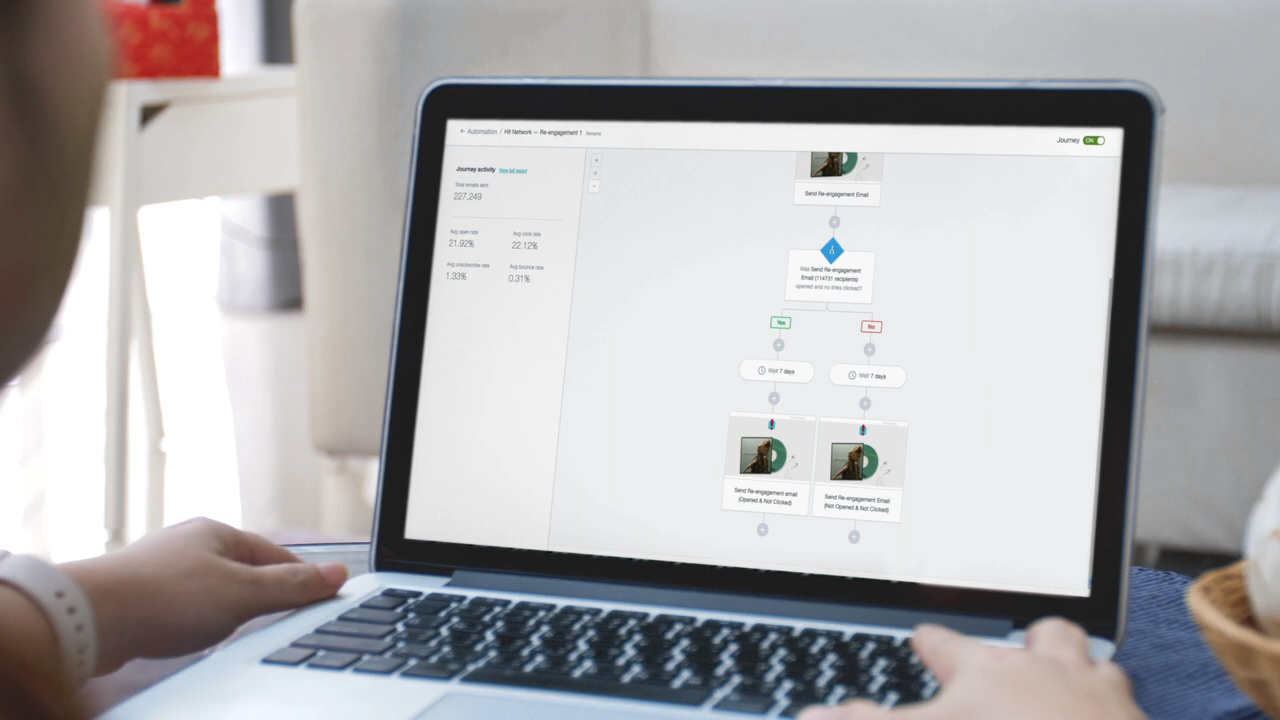 ← Automation / Hit Network — Re-engagement 1 Rename
Journey ON
Journey activity View full report
Total emails sent
227,249
Avg open rate
21.92%
Avg click rate
22.12%
Avg unsubscribe rate
1.33%
Avg bounce rate
0.31%
Send Re-engagement Email
Was Send Re-engagement
Email (114731 recipients)
opened and no links clicked?
Yes
No
Wait 7 days
Wait 7 days
Send Re-engagement email
(Opened & Not Clicked)
Send Re-engagement Email
(Not Opened & Not Clicked)